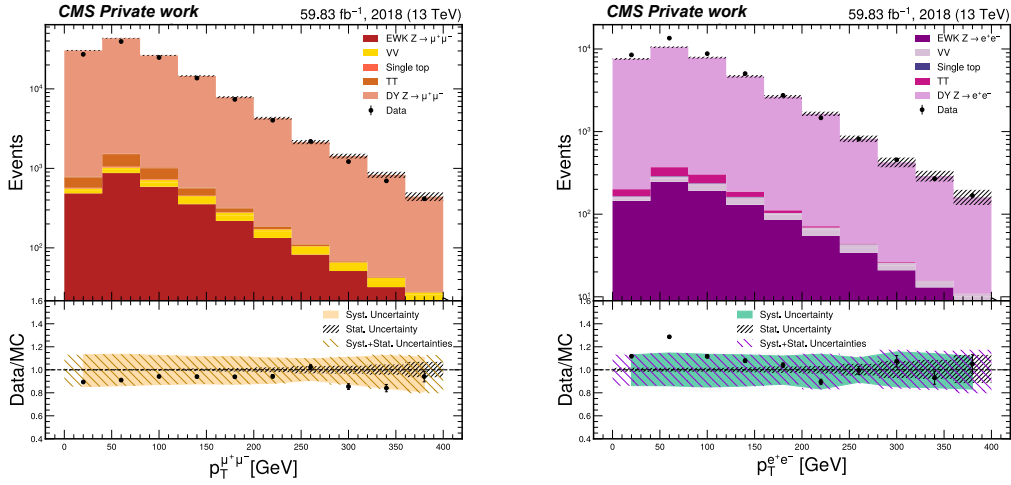 CMS Private work
59.83 fb⁻¹, 2018 (13 TeV)
EWK Z→μ⁺μ⁻
VV
Single top
TT
DY Z→μ⁺μ⁻
Data
Events
10⁴
10³
10²
1.6
1.4
1.2
1.0
0.8
0.6
0.4
Data/MC
Syst. Uncertainty
Stat. Uncertainty
Syst.+Stat. Uncertainties
0 50 100 150 200 250 300 350 400
p_T^{μ⁺μ⁻} [GeV]
CMS Private work
59.83 fb⁻¹, 2018 (13 TeV)
EWK Z→e⁺e⁻
VV
Single top
TT
DY Z→e⁺e⁻
Data
Events
10⁴
10³
10²
10¹
1.6
1.4
1.2
1.0
0.8
0.6
0.4
Data/MC
Syst. Uncertainty
Stat. Uncertainty
Syst.+Stat. Uncertainties
0 50 100 150 200 250 300 350 400
p_T^{e⁺e⁻} [GeV]